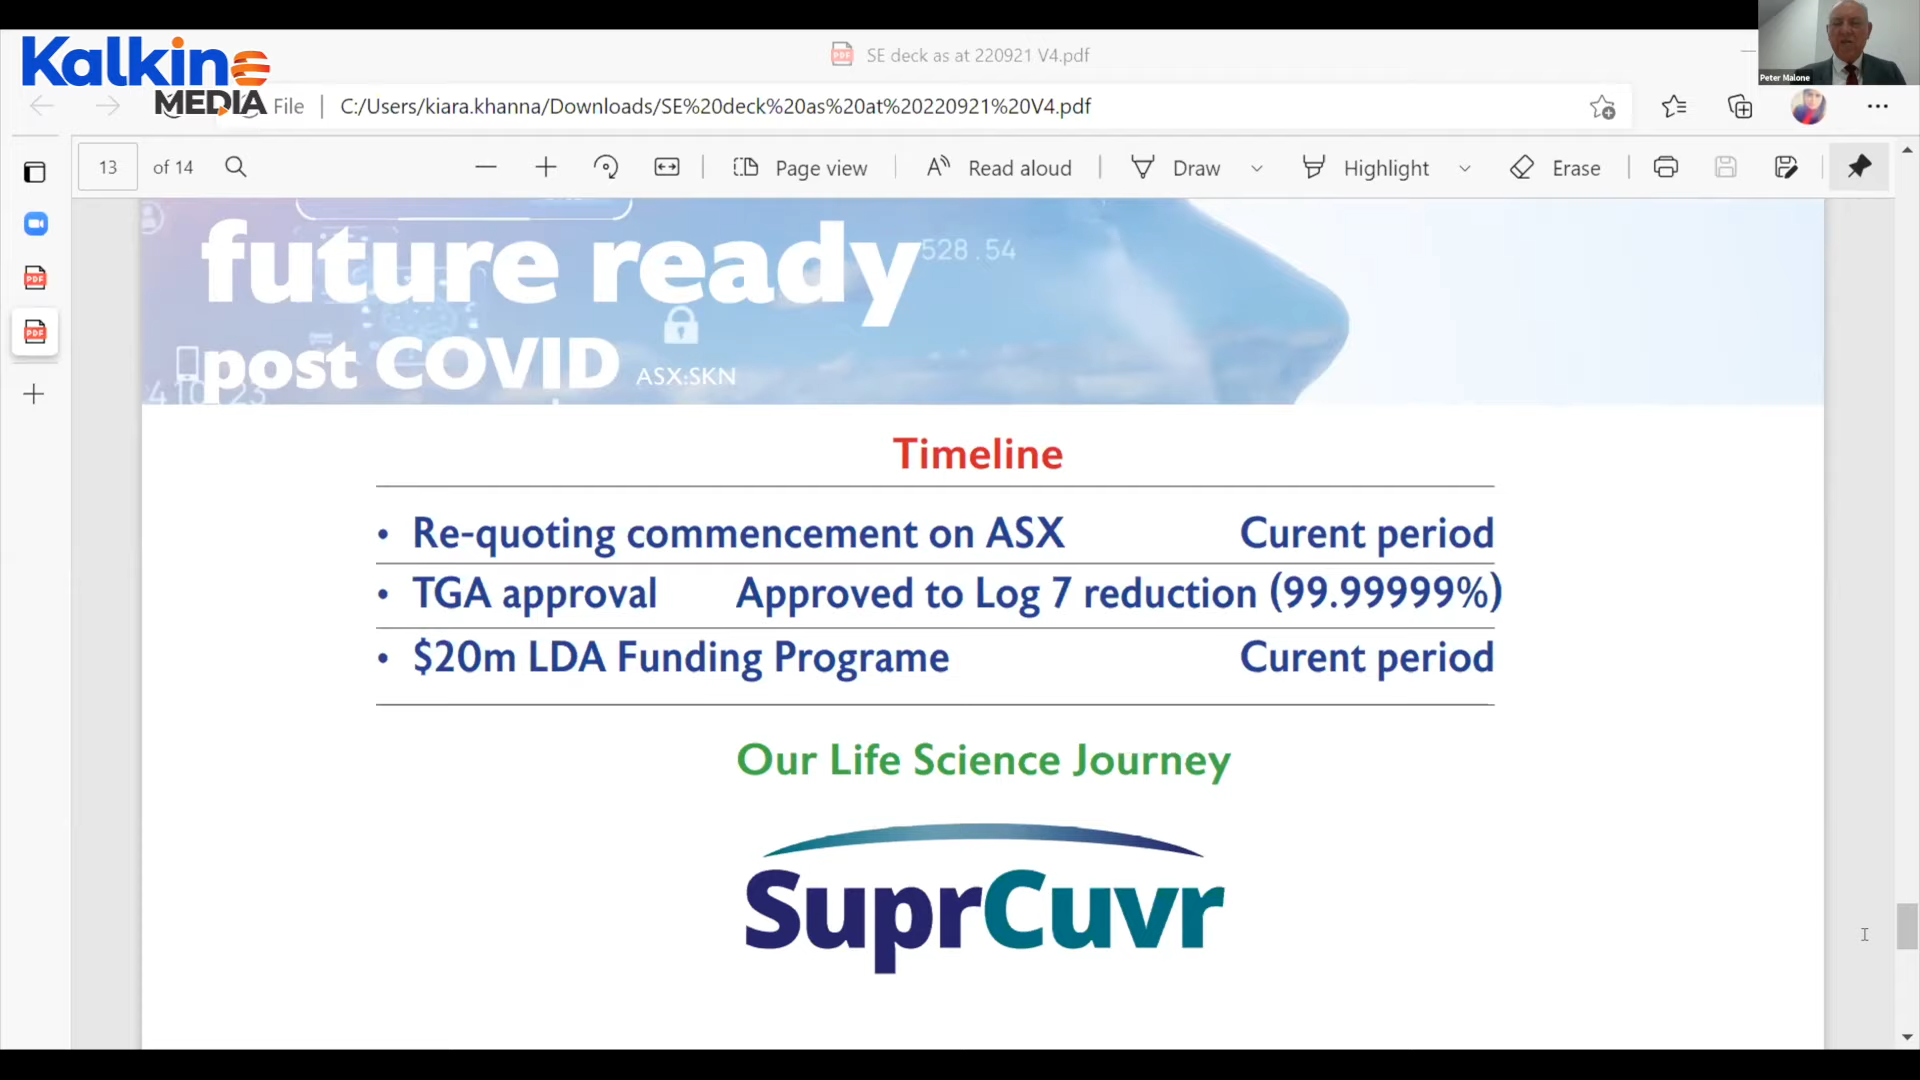 Kalkine
MEDIA
SE deck as at 220921 V4.pdf
Peter Malone
File
C:/Users/kiara.khanna/Downloads/SE%20deck%20as%20at%20220921%20V4.pdf
13 of 14
Page view
Read aloud
Draw
Highlight
Erase
future ready
528.54
post COVID ASX:SKN
Timeline
• Re-quoting commencement on ASX Curent period
• TGA approval Approved to Log 7 reduction (99.99999%)
• $20m LDA Funding Programe Curent period
Our Life Science Journey
SuprCuvr